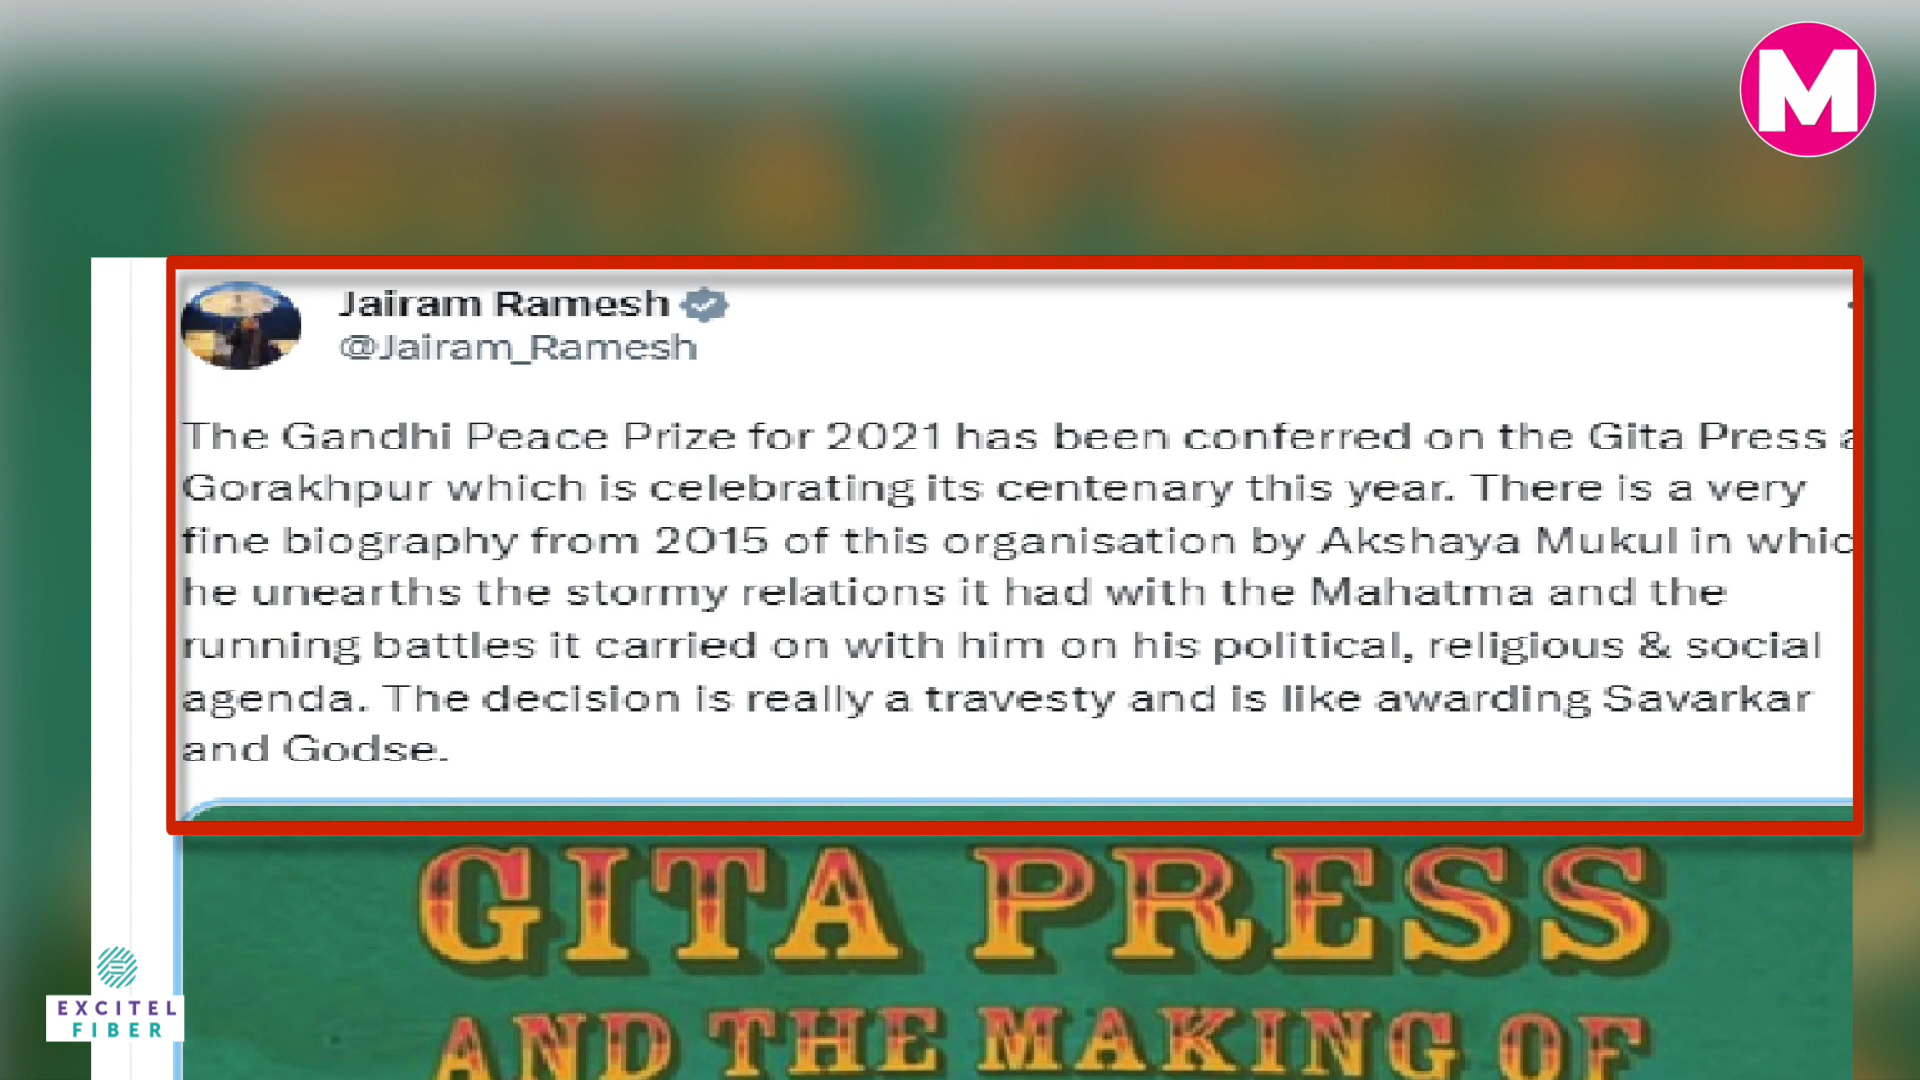 M
Jairam Ramesh
@Jairam_Ramesh
The Gandhi Peace Prize for 2021 has been conferred on the Gita Press
Gorakhpur which is celebrating its centenary this year. There is a very
fine biography from 2015 of this organisation by Akshaya Mukul in
he unearths the stormy relations it had with the Mahatma and the
running battles it carried on with him on his political, religious & social
agenda. The decision is really a travesty and is like awarding Savarkar
and Godse.
GITA PRESS
AND THE MAKING OF
EXCITEL
FIBER